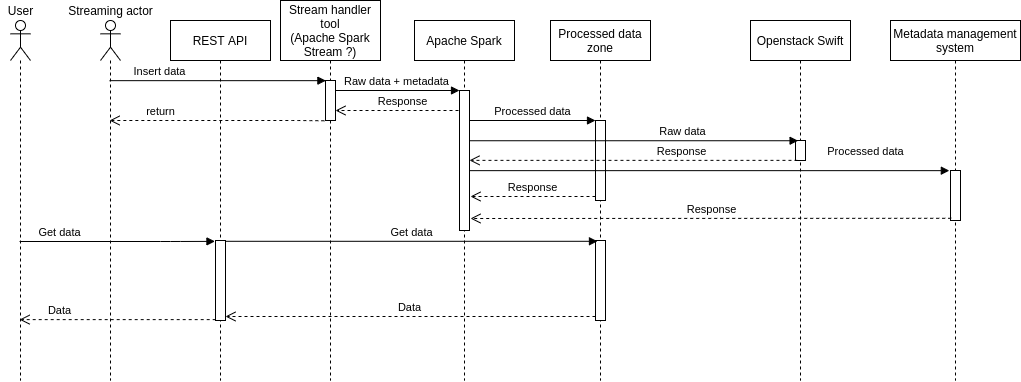 User
Streaming actor
REST API
Stream handler
tool
(Apache Spark
Stream ?)
Apache Spark
Processed data
zone
Openstack Swift
Metadata management
system
Insert data
Raw data + metadata
Response
return
Processed data
Raw data
Response
Processed data
Response
Response
Get data
Get data
Data
Data